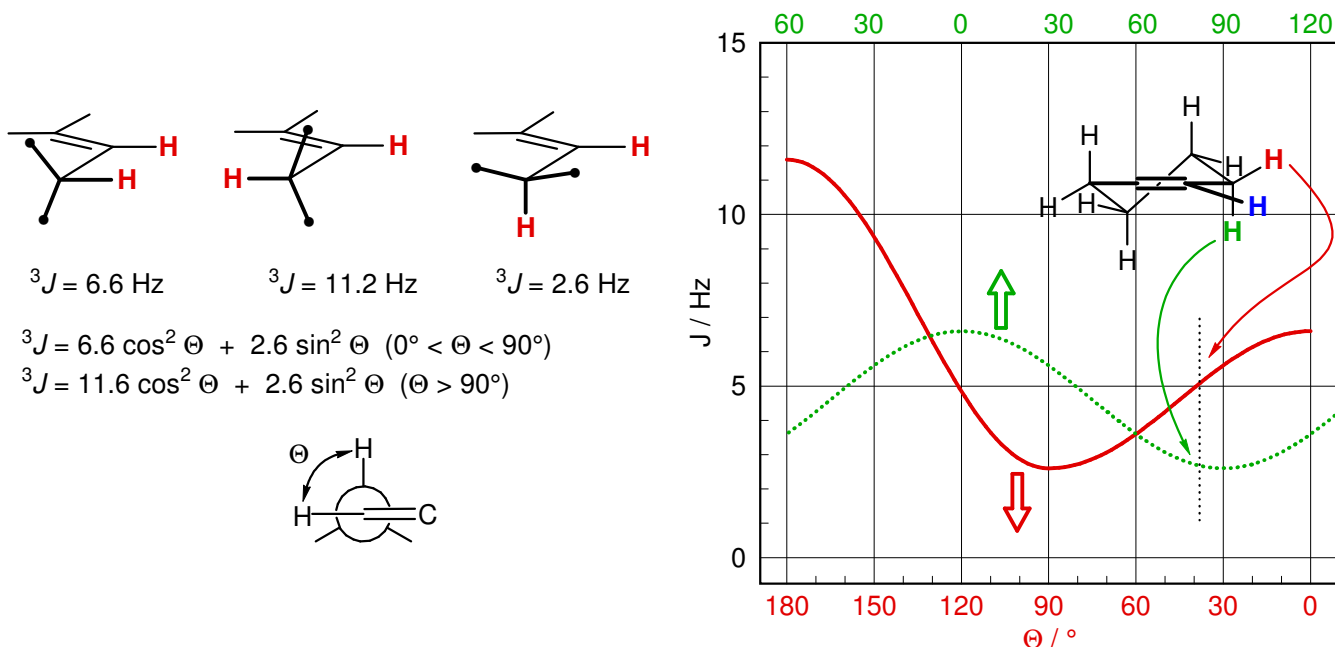 H
H
H
H
H
H
³J = 6.6 Hz
³J = 11.2 Hz
³J = 2.6 Hz
³J = 6.6 cos² Θ + 2.6 sin² Θ (0° < Θ < 90°)
³J = 11.6 cos² Θ + 2.6 sin² Θ (Θ > 90°)
Θ
H
H
C
60 30 0 30 60 90 120
15
10
5
0
J / Hz
H
H
H
H
H
H
H
H
H
H
180 150 120 90 60 30 0
Θ / °